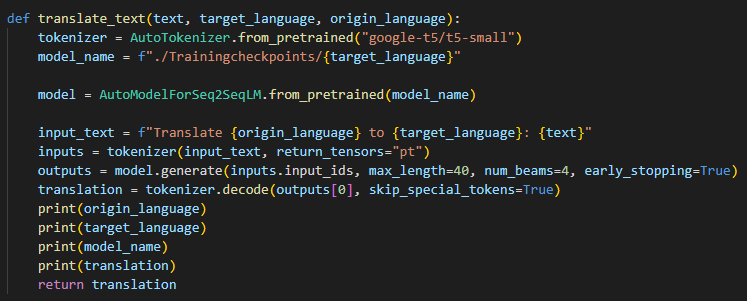 def translate_text(text, target_language, origin_language):
    tokenizer = AutoTokenizer.from_pretrained("google-t5/t5-small")
    model_name = f"./Trainingcheckpoints/{target_language}"

    model = AutoModelForSeq2SeqLM.from_pretrained(model_name)

    input_text = f"Translate {origin_language} to {target_language}: {text}"
    inputs = tokenizer(input_text, return_tensors="pt")
    outputs = model.generate(inputs.input_ids, max_length=40, num_beams=4, early_stopping=True)
    translation = tokenizer.decode(outputs[0], skip_special_tokens=True)
    print(origin_language)
    print(target_language)
    print(model_name)
    print(translation)
    return translation